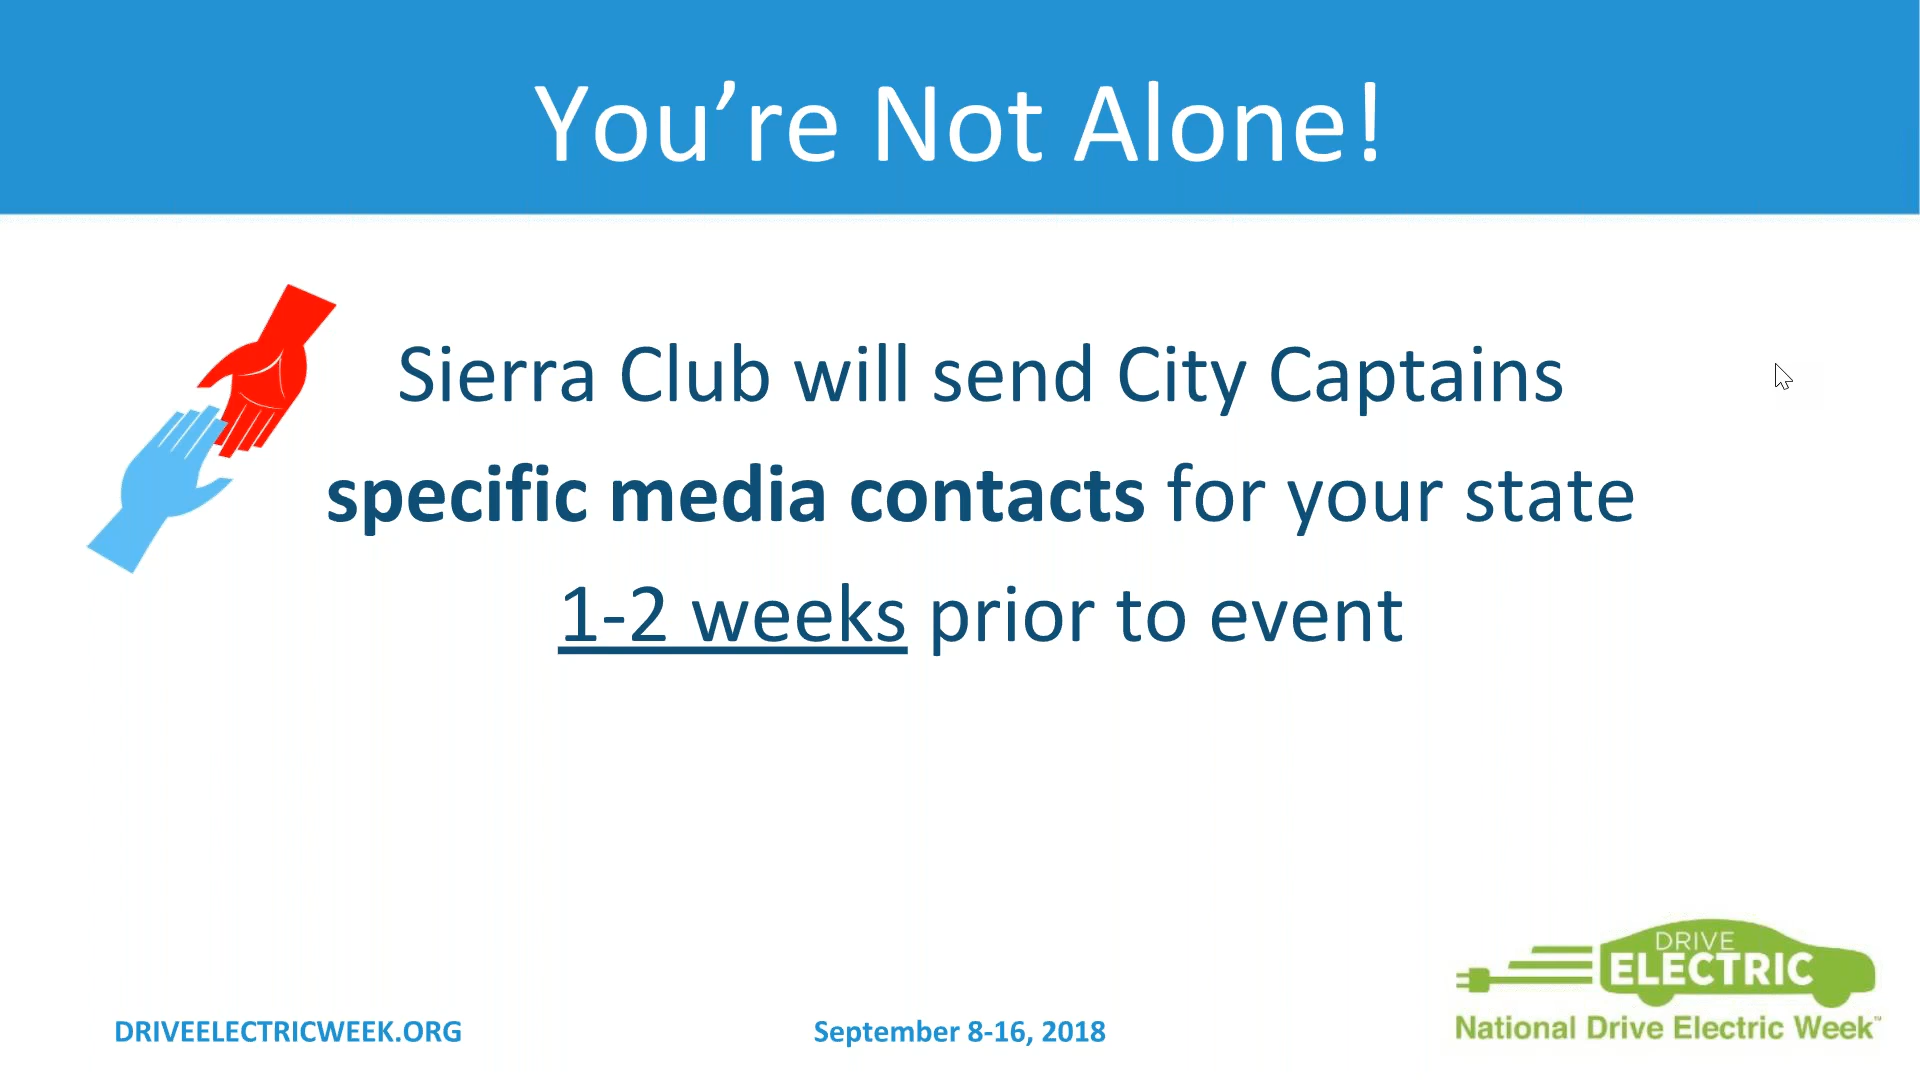 You’re Not Alone!
Sierra Club will send City Captains
specific media contacts for your state
1-2 weeks prior to event
DRIVE
ELECTRIC
National Drive Electric Week™
DRIVEELECTRICWEEK.ORG
September 8-16, 2018